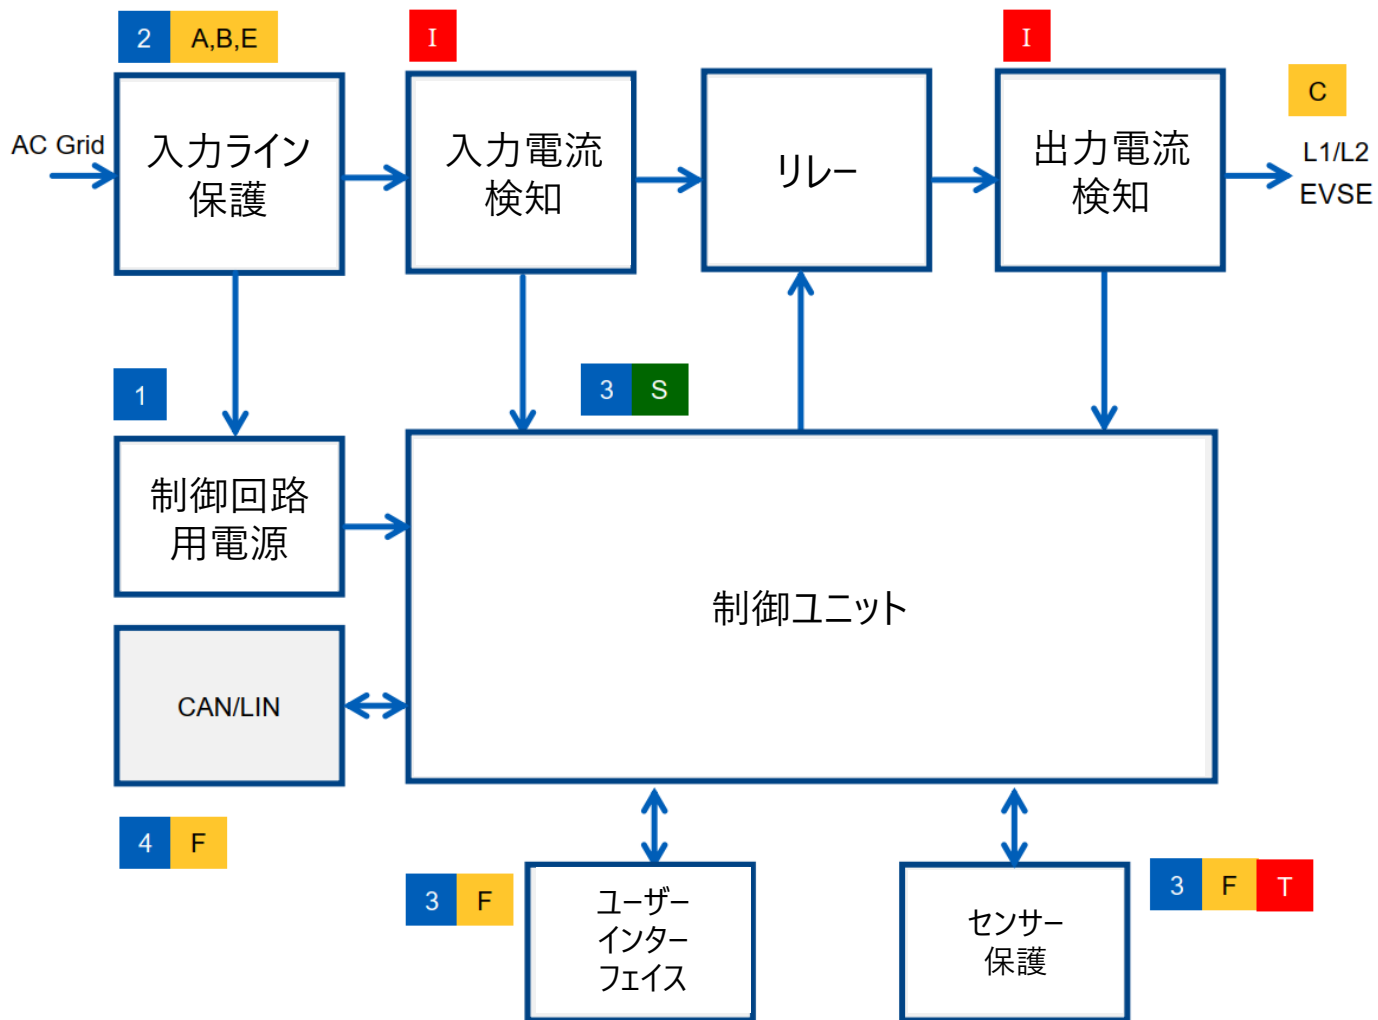 2 A,B,E
I
I
C
AC Grid
入力ライン
保護
入力電流
検知
リレー
出力電流
検知
L1/L2
EVSE
1
3 S
制御回路
用電源
制御ユニット
CAN/LIN
4 F
3 F
ユーザー
インター
フェイス
センサー
保護
3 F T